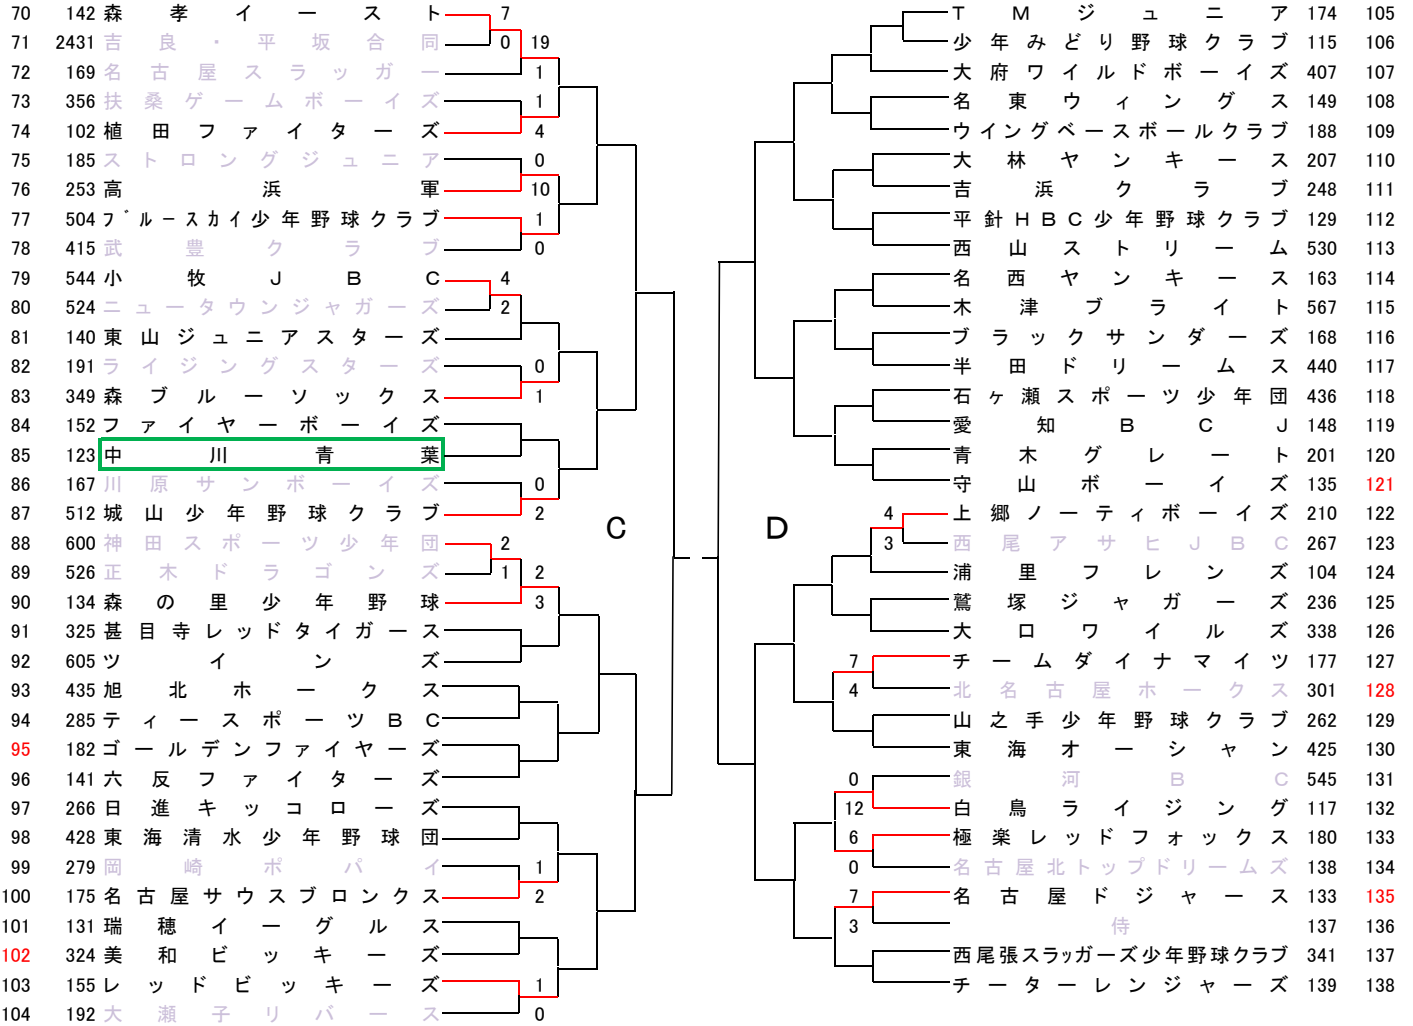 70 142 森孝イースト 7 TMジュニア 174 105
71 2431 吉良・平坂合同 0 19 少年みどり野球クラブ 115 106
72 169 名古屋スラッガー 1 大府ワイルドボーイズ 407 107
73 356 扶桑ゲームボーイズ 1 名東ウィングス 149 108
74 102 植田ファイターズ 4 ウイングベースボールクラブ 188 109
75 185 ストロングジュニア 0 大林ヤンキース 207 110
76 253 高浜軍 10 吉浜クラブ 248 111
77 504 ブルースカイ少年野球クラブ 1 平針HBC少年野球クラブ 129 112
78 415 武豊クラブ 0 西山ストリーム 530 113
79 544 小牧JBC 4 名西ヤンキース 163 114
80 524 ニュータウンジャガーズ 2 木津ブライト 567 115
81 140 東山ジュニアスターズ ブラックサンダーズ 168 116
82 191 ライジングスターズ 0 半田ドリームス 440 117
83 349 森ブルーソックス 1 石ヶ瀬スポーツ少年団 436 118
84 152 ファイヤーボーイズ 愛知BCJ 148 119
85 123 中川青葉 青木グレート 201 120
86 167 川原サンボーイズ 0 守山ボーイズ 135 121
87 512 城山少年野球クラブ 2 C D 4 上郷ノーティボーイズ 210 122
88 600 神田スポーツ少年団 2 3 西尾アサヒJBC 267 123
89 526 正木ドラゴンズ 1 2 浦里フレンズ 104 124
90 134 森の里少年野球 3 鷲塚ジャガーズ 236 125
91 325 甚目寺レッドタイガース 大口ワイルズ 338 126
92 605 ツインズ 7 チームダイナマイツ 177 127
93 435 旭北ホークス 4 北名古屋ホークス 301 128
94 285 ティースポーツBC 山之手少年野球クラブ 262 129
95 182 ゴールデンファイヤーズ 東海オーシャン 425 130
96 141 六反ファイターズ 0 銀河BC 545 131
97 266 日進キッコローズ 12 白鳥ライジング 117 132
98 428 東海清水少年野球団 6 極楽レッドフォックス 180 133
99 279 岡崎ポパイ 1 0 名古屋北トップドリームズ 138 134
100 175 名古屋サウスブロンクス 2 7 名古屋ドジャース 133 135
101 131 瑞穂イーグルス 3 侍 137 136
102 324 美和ビッキーズ 西尾張スラッガーズ少年野球クラブ 341 137
103 155 レッドビッキーズ 1 チーターレンジャーズ 139 138
104 192 大瀬子リバース 0